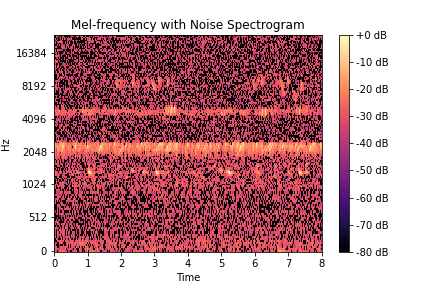 Mel-frequency with Noise Spectrogram
Hz
16384
8192
4096
2048
1024
512
0
0 1 2 3 4 5 6 7 8
Time
+0 dB
-10 dB
-20 dB
-30 dB
-40 dB
-50 dB
-60 dB
-70 dB
-80 dB